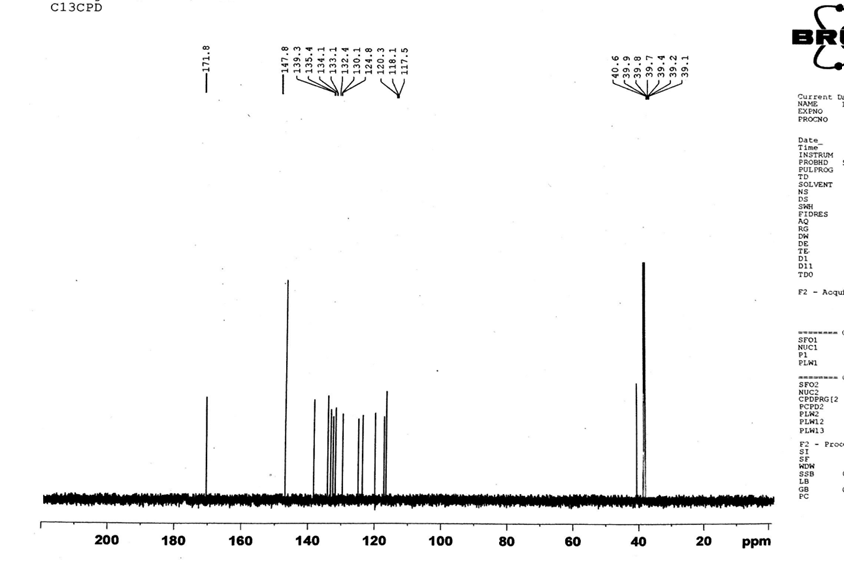 C13CPD
171.8
147.8
139.3
135.4
134.1
133.1
132.4
130.1
124.8
120.3
118.1
117.5
40.6
39.9
39.8
39.7
39.4
39.2
39.1
Current Da
NAME
EXPNO
PROCNO
Date_
Time
INSTRUM
PROBHD
PULPROG
TD
SOLVENT
NS
DS
SWH
FIDRES
AQ
RG
DW
DE
TE
D1
D11
TD0
F2 - Acqui
========
SFO1
NUC1
P1
PLW1
========
SFO2
NUC2
CPDPRG[2
PCPD2
PLW2
PLW12
PLW13
F2 - Proc
SI
SF
WDW
SSB
LB
GB
PC
200 180 160 140 120 100 80 60 40 20 ppm